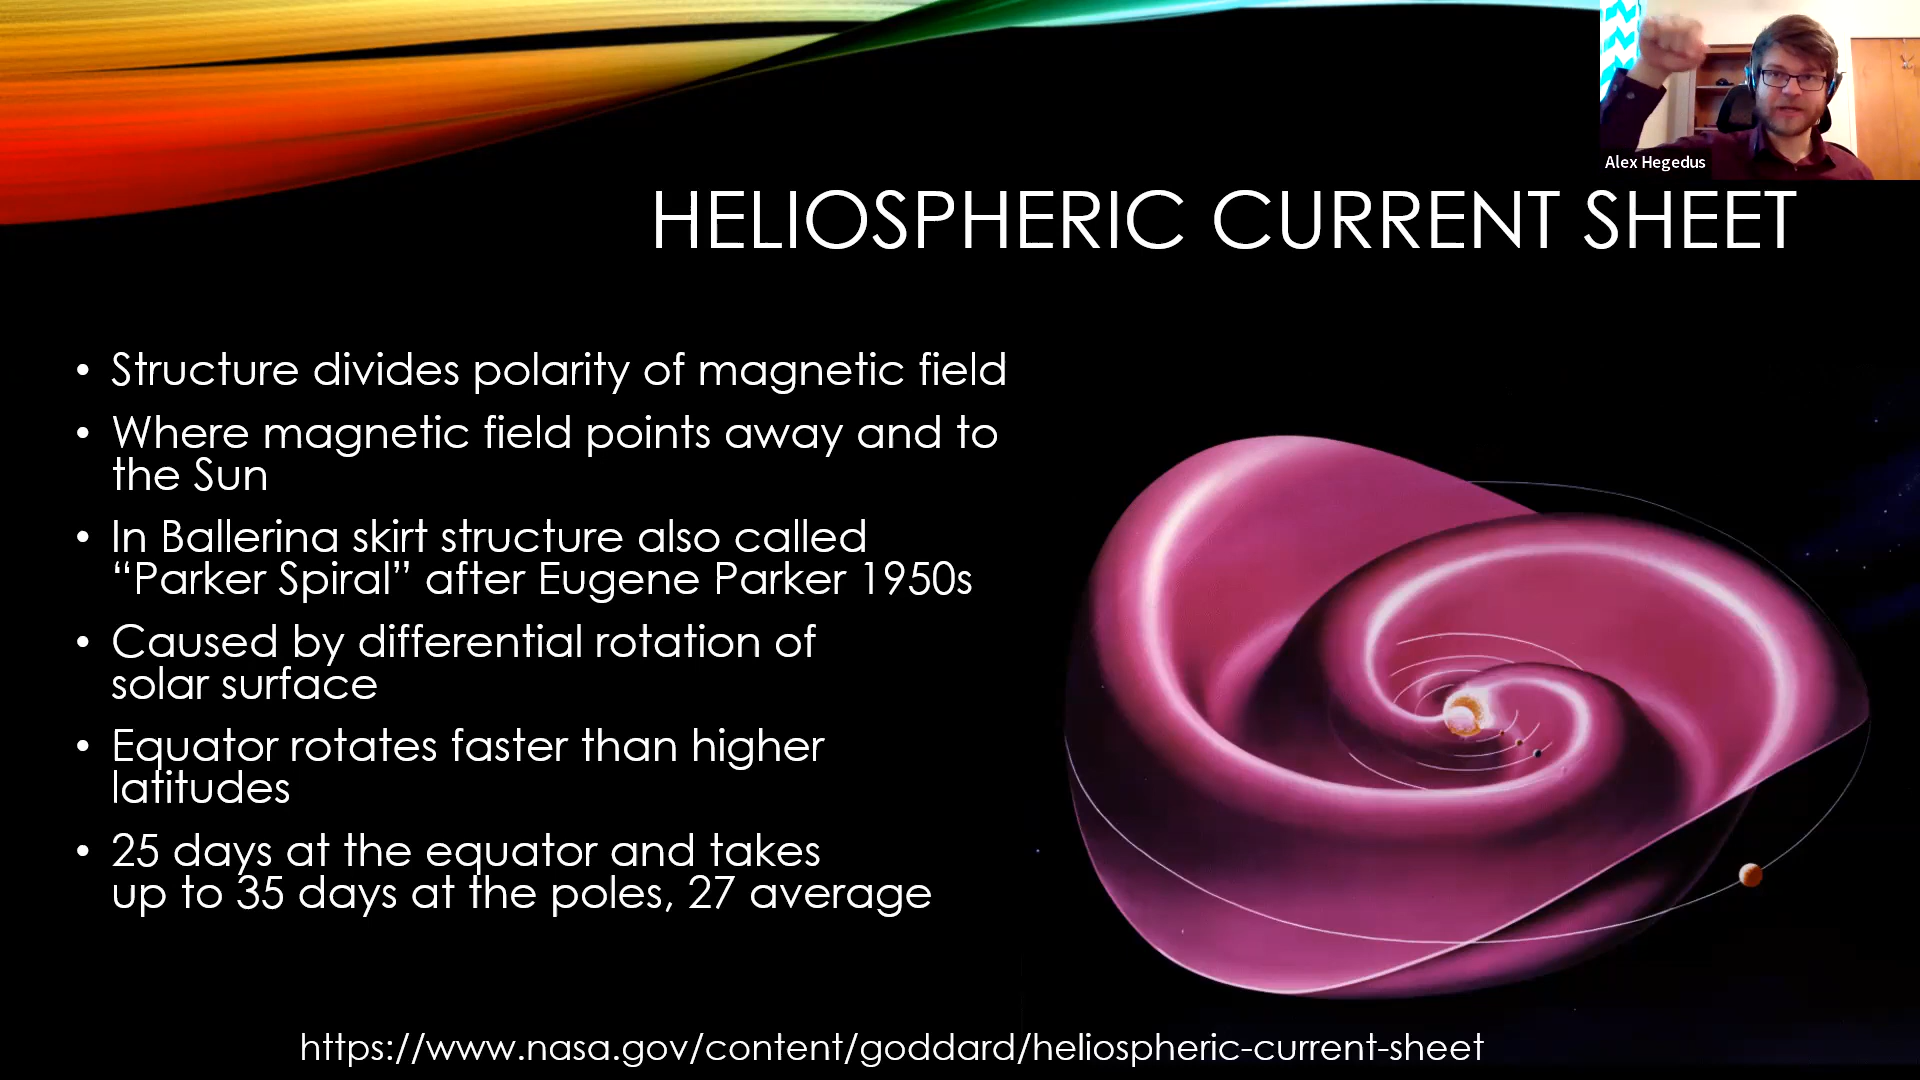 Alex Hegedus
HELIOSPHERIC CURRENT SHEET
• Structure divides polarity of magnetic field
• Where magnetic field points away and to
the Sun
• In Ballerina skirt structure also called
“Parker Spiral” after Eugene Parker 1950s
• Caused by differential rotation of
solar surface
• Equator rotates faster than higher
latitudes
• 25 days at the equator and takes
up to 35 days at the poles, 27 average
https://www.nasa.gov/content/goddard/heliospheric-current-sheet